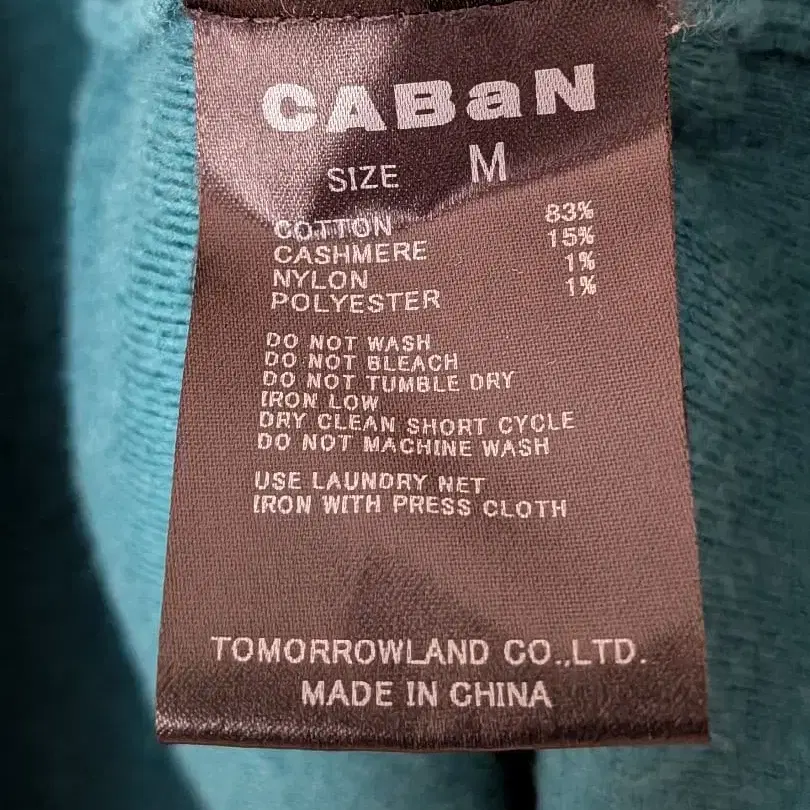 CABaN
SIZE M
COTTON 83%
CASHMERE 15%
NYLON 1%
POLYESTER 1%
DO NOT WASH
DO NOT BLEACH
DO NOT TUMBLE DRY
IRON LOW
DRY CLEAN SHORT CYCLE
DO NOT MACHINE WASH
USE LAUNDRY NET
IRON WITH PRESS CLOTH
TOMORROWLAND CO.,LTD.
MADE IN CHINA